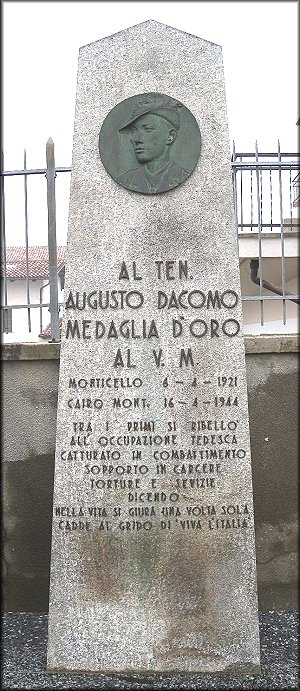 AL TEN.
AUGUSTO DACOMO
MEDAGLIA D'ORO
AL V. M.
MONTICELLO 6-4-1921
CAIRO MONT. 16-4-1944
TRA I PRIMI SI RIBELLO'
ALL'OCCUPAZIONE TEDESCA
CATTURATO IN COMBATTIMENTO
SOPPORTO IN CARCERE
TORTURE E SEVIZIE
DICENDO
NELLA VITA SI GIURA UNA VOLTA SOLA
CADDE AL GRIDO DI "VIVA L'ITALIA"